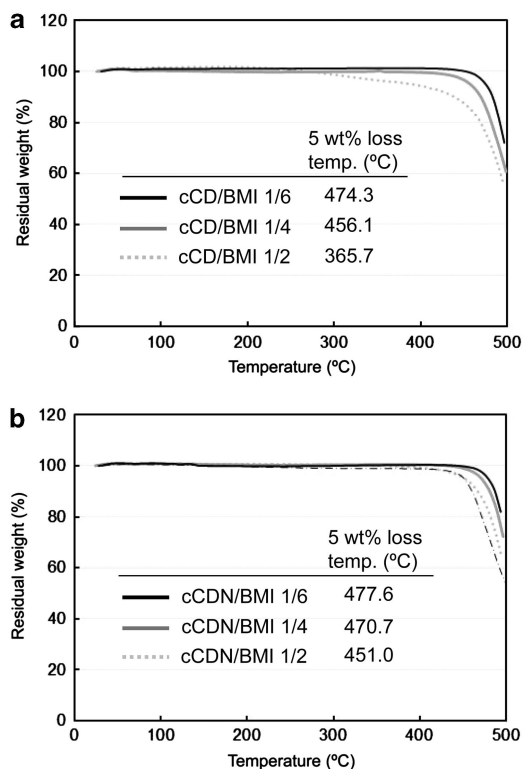 a
120
100
80
60
40
20
0
Residual weight (%)
5 wt% loss
temp. (ºC)
cCD/BMI 1/6 474.3
cCD/BMI 1/4 456.1
cCD/BMI 1/2 365.7
0 100 200 300 400 500
Temperature (ºC)
b
120
100
80
60
40
20
0
Residual weight (%)
5 wt% loss
temp. (ºC)
cCDN/BMI 1/6 477.6
cCDN/BMI 1/4 470.7
cCDN/BMI 1/2 451.0
0 100 200 300 400 500
Temperature (ºC)